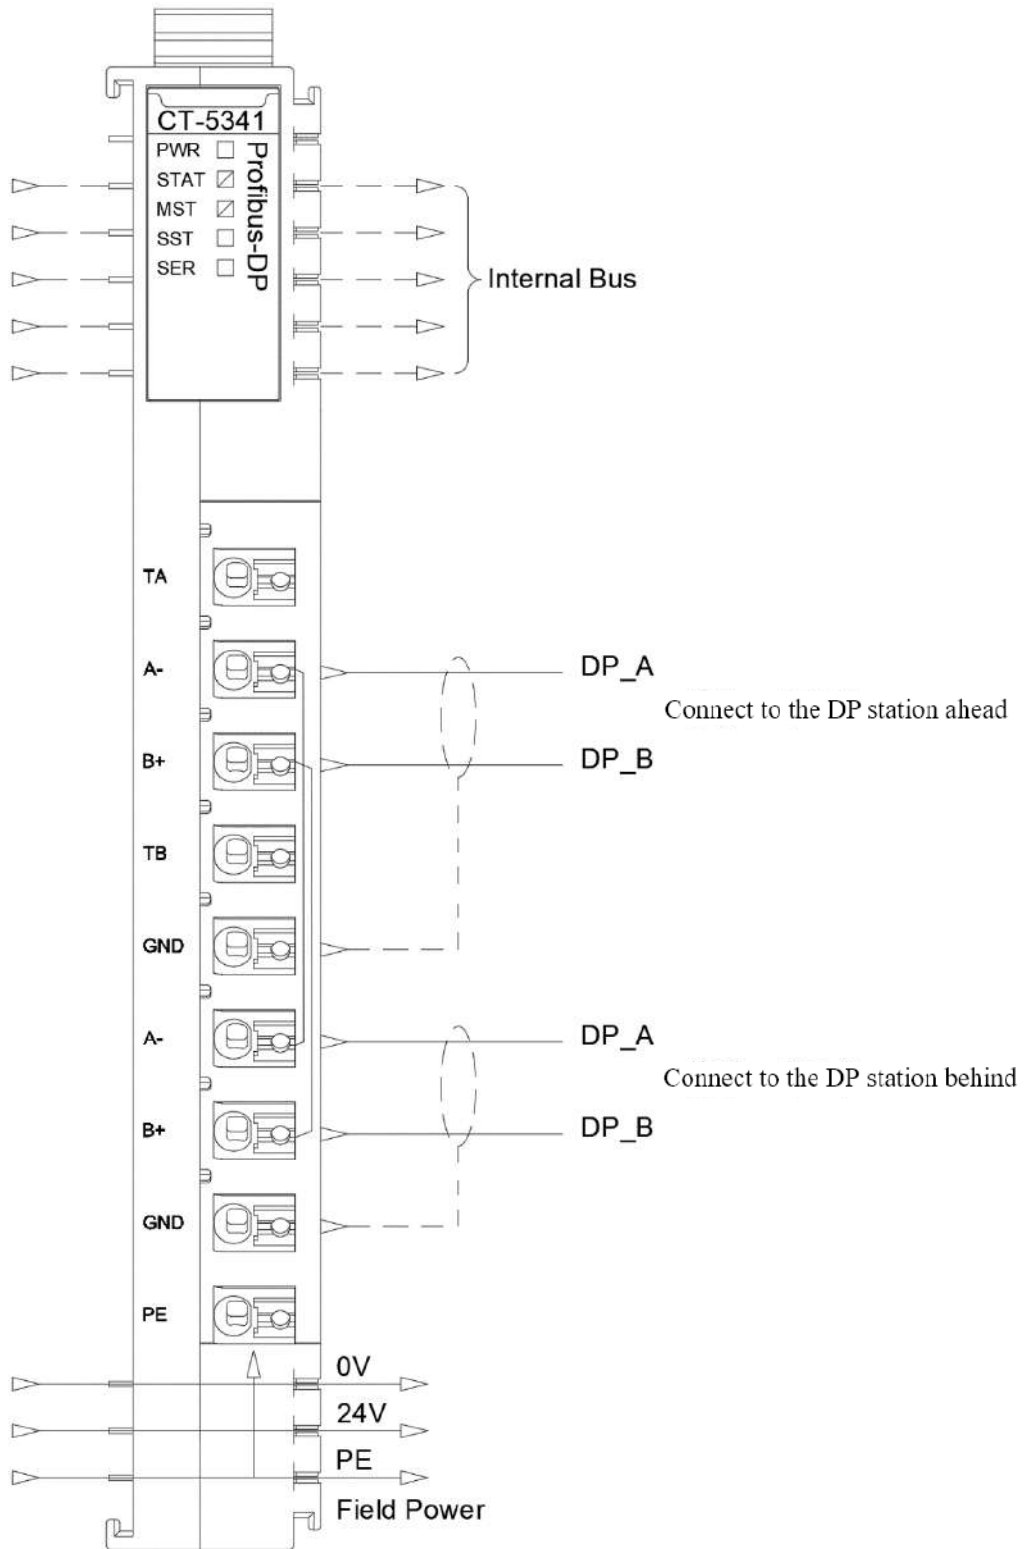 CT-5341
PWR
STAT
MST
SST
SER
Profibus-DP
Internal Bus
TA
A-
DP_A
Connect to the DP station ahead
B+
DP_B
TB
GND
A-
DP_A
Connect to the DP station behind
B+
DP_B
GND
PE
0V
24V
PE
Field Power